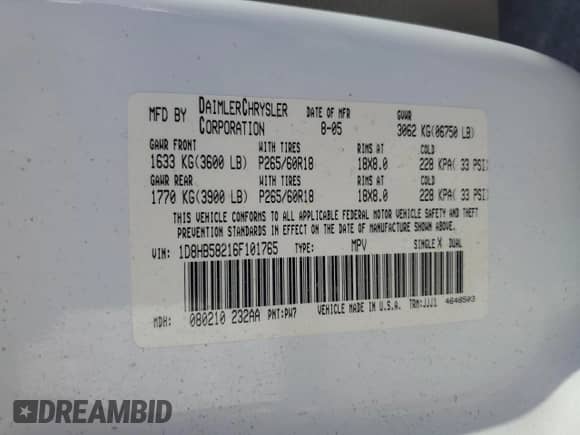 MFD BY DAIMLERCHRYSLER CORPORATION DATE OF MFR 8-05 GVWR 3062 KG(06750 LB)
GAWR FRONT WITH TIRES RIMS AT COLD
1633 KG(3600 LB) P265/60R18 18X8.0 228 KPA( 33 PSI)
GAWR REAR WITH TIRES RIMS AT COLD
1770 KG(3900 LB) P265/60R18 18X8.0 228 KPA( 33 PSI)
THIS VEHICLE CONFORMS TO ALL APPLICABLE FEDERAL MOTOR VEHICLE SAFETY AND THEFT
PREVENTION STANDARDS IN EFFECT ON THE DATE OF MANUFACTURE SHOWN ABOVE.
VIN: 1D8HB58216F101765 TYPE: MPV SINGLE X DUAL
MDH: 080210 232AA PNT:PW7 VEHICLE MADE IN U.S.A. TRM:JJJ1 4648503
DREAMBID